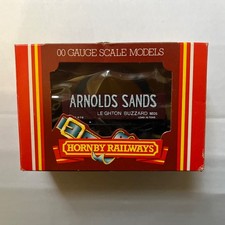 00 GAUGE SCALE MODELS
ARNOLDS SANDS
LEIGHTON BUZZARD
HORNBY RAILWAYS